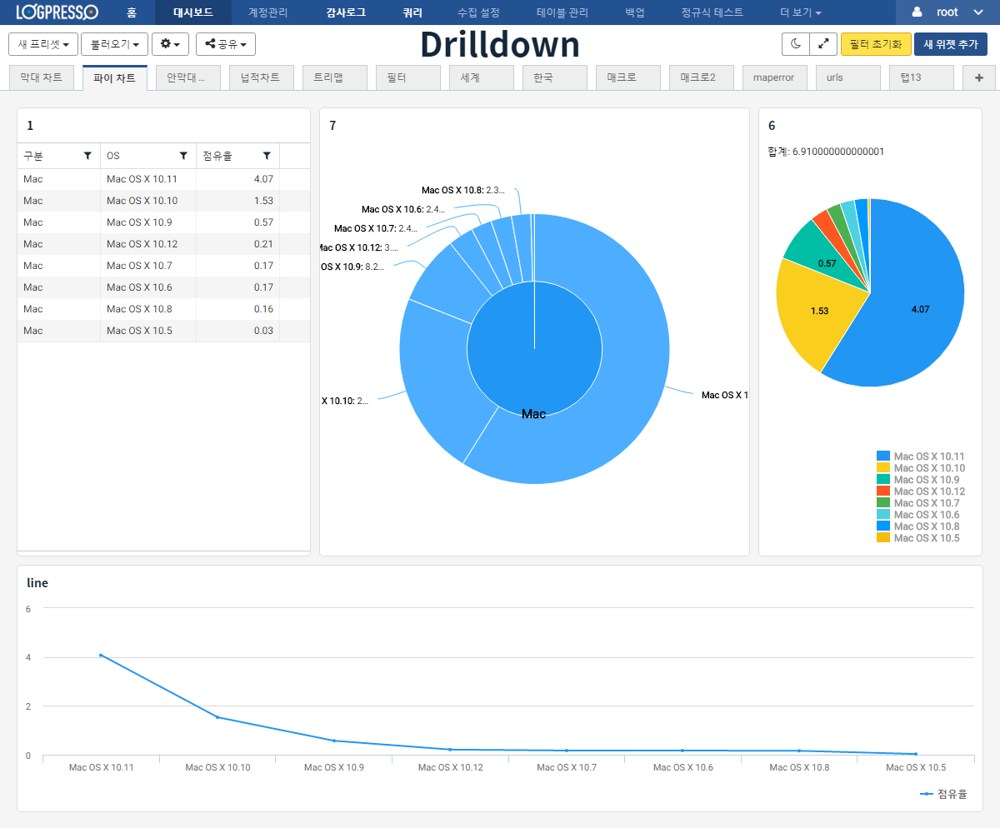 LOGPRESSO 홈 대시보드 계정관리 감사로그 쿼리 수집 설정 테이블 관리 백업 정규식 테스트 더 보기 root
새 프리셋 불러오기 공유 Drilldown 필터 초기화 새 위젯 추가
막대 차트 파이 차트 안막대 ... 넙적차트 트리맵 필터 세계 한국 매크로 매크로2 maperror urls 탭13 +
1
구분 OS 점유율
Mac Mac OS X 10.11 4.07
Mac Mac OS X 10.10 1.53
Mac Mac OS X 10.9 0.57
Mac Mac OS X 10.12 0.21
Mac Mac OS X 10.7 0.17
Mac Mac OS X 10.6 0.17
Mac Mac OS X 10.8 0.16
Mac Mac OS X 10.5 0.03
7
Mac OS X 10.8: 2.3...
Mac OS X 10.6: 2.4...
Mac OS X 10.7: 2.4...
Mac OS X 10.12: 3....
OS X 10.9: 8.2...
X 10.10: 2...
Mac OS X 1
Mac
6
합계: 6.910000000000001
0.57
1.53
4.07
Mac OS X 10.11
Mac OS X 10.10
Mac OS X 10.9
Mac OS X 10.12
Mac OS X 10.7
Mac OS X 10.6
Mac OS X 10.8
Mac OS X 10.5
line
6
4
2
0
Mac OS X 10.11 Mac OS X 10.10 Mac OS X 10.9 Mac OS X 10.12 Mac OS X 10.7 Mac OS X 10.6 Mac OS X 10.8 Mac OS X 10.5
점유율